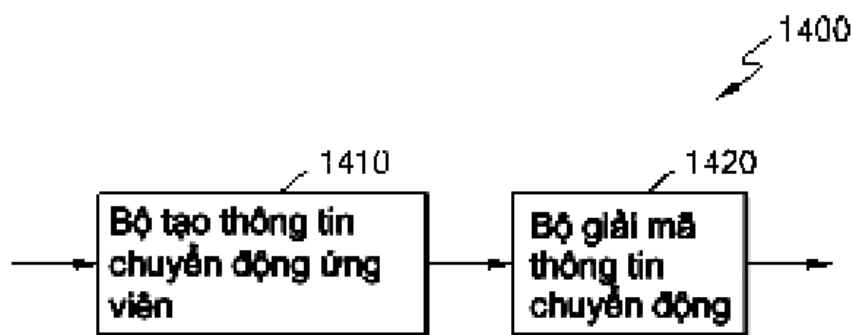 1400
1410
1420
Bộ tạo thông tin
chuyển động ứng
viên
Bộ giải mã
thông tin
chuyển động